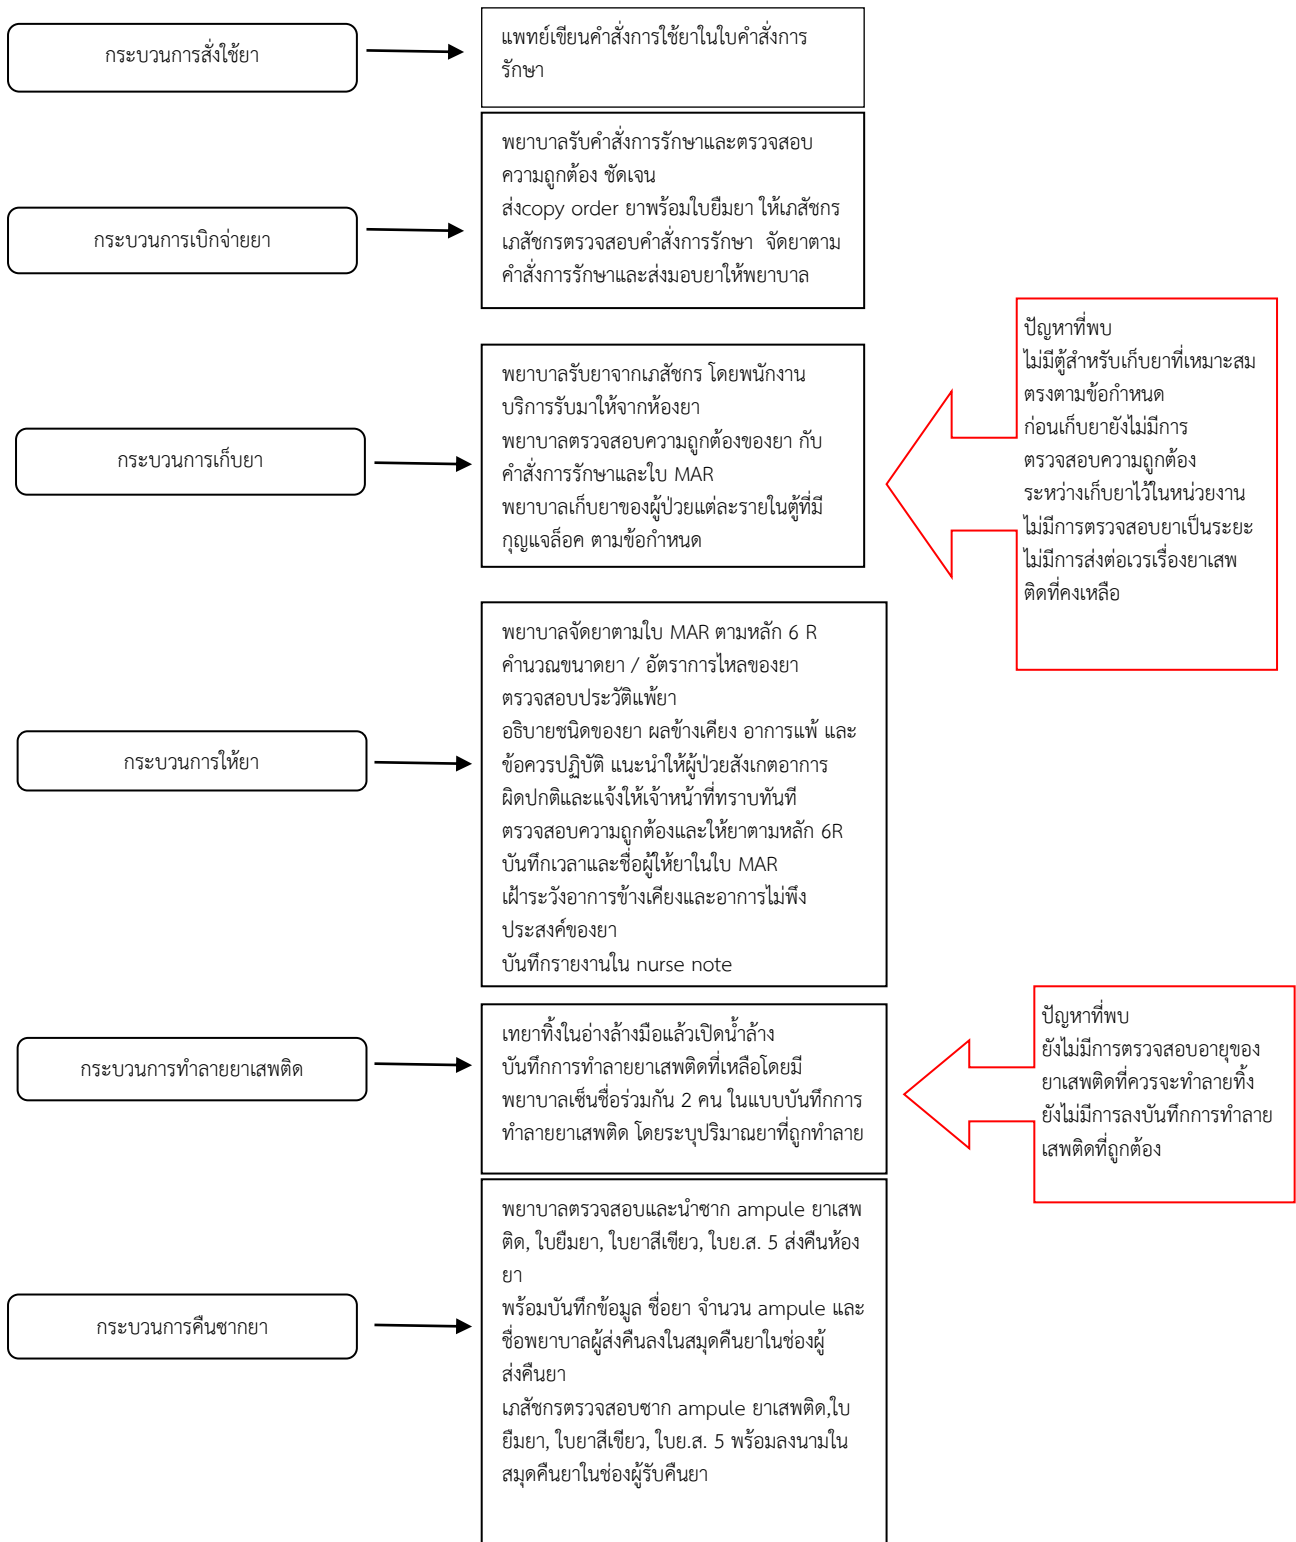 กระบวนการสั่งใช้ยา
แพทย์เขียนคำสั่งการใช้ยาในใบคำสั่งการ
รักษา
กระบวนการเบิกจ่ายยา
พยาบาลรับคำสั่งการรักษาและตรวจสอบ
ความถูกต้อง ชัดเจน
ส่งcopy order ยาพร้อมใบยืมยา ให้เภสัชกร
เภสัชกรตรวจสอบคำสั่งการรักษา จัดยาตาม
คำสั่งการรักษาและส่งมอบยาให้พยาบาล
กระบวนการเก็บยา
พยาบาลรับยาจากเภสัชกร โดยพนักงาน
บริการรับมาให้จากห้องยา
พยาบาลตรวจสอบความถูกต้องของยา กับ
คำสั่งการรักษาและใบ MAR
พยาบาลเก็บยาของผู้ป่วยแต่ละรายในตู้ที่มี
กุญแจล็อค ตามข้อกำหนด
ปัญหาที่พบ
ไม่มีตู้สำหรับเก็บยาที่เหมาะสม
ตรงตามข้อกำหนด
ก่อนเก็บยายังไม่มีการ
ตรวจสอบความถูกต้อง
ระหว่างเก็บยาไว้ในหน่วยงาน
ไม่มีการตรวจสอบยาเป็นระยะ
ไม่มีการส่งต่อเวรเรื่องยาเสพ
ติดที่คงเหลือ
กระบวนการให้ยา
พยาบาลจัดยาตามใบ MAR ตามหลัก 6 R
คำนวณขนาดยา / อัตราการไหลของยา
ตรวจสอบประวัติแพ้ยา
อธิบายชนิดของยา ผลข้างเคียง อาการแพ้ และ
ข้อควรปฏิบัติ แนะนำให้ผู้ป่วยสังเกตอาการ
ผิดปกติและแจ้งให้เจ้าหน้าที่ทราบทันที
ตรวจสอบความถูกต้องและให้ยาตามหลัก 6R
บันทึกเวลาและชื่อผู้ให้ยาในใบ MAR
เฝ้าระวังอาการข้างเคียงและอาการไม่พึง
ประสงค์ของยา
บันทึกรายงานใน nurse note
กระบวนการทำลายยาเสพติด
เทยาทิ้งในอ่างล้างมือแล้วเปิดน้ำล้าง
บันทึกการทำลายยาเสพติดที่เหลือโดยมี
พยาบาลเซ็นชื่อร่วมกัน 2 คน ในแบบบันทึกการ
ทำลายยาเสพติด โดยระบุปริมาณยาที่ถูกทำลาย
ปัญหาที่พบ
ยังไม่มีการตรวจสอบอายุของ
ยาเสพติดที่ควรจะทำลายทิ้ง
ยังไม่มีการลงบันทึกการทำลาย
เสพติดที่ถูกต้อง
กระบวนการคืนซากยา
พยาบาลตรวจสอบและนำซาก ampule ยาเสพ
ติด, ใบยืมยา, ใบยาสีเขียว, ใบย.ส. 5 ส่งคืนห้อง
ยา
พร้อมบันทึกข้อมูล ชื่อยา จำนวน ampule และ
ชื่อพยาบาลผู้ส่งคืนลงในสมุดคืนยาในช่องผู้
ส่งคืนยา
เภสัชกรตรวจสอบซาก ampule ยาเสพติด,ใบ
ยืมยา, ใบยาสีเขียว, ใบย.ส. 5 พร้อมลงนามใน
สมุดคืนยาในช่องผู้รับคืนยา